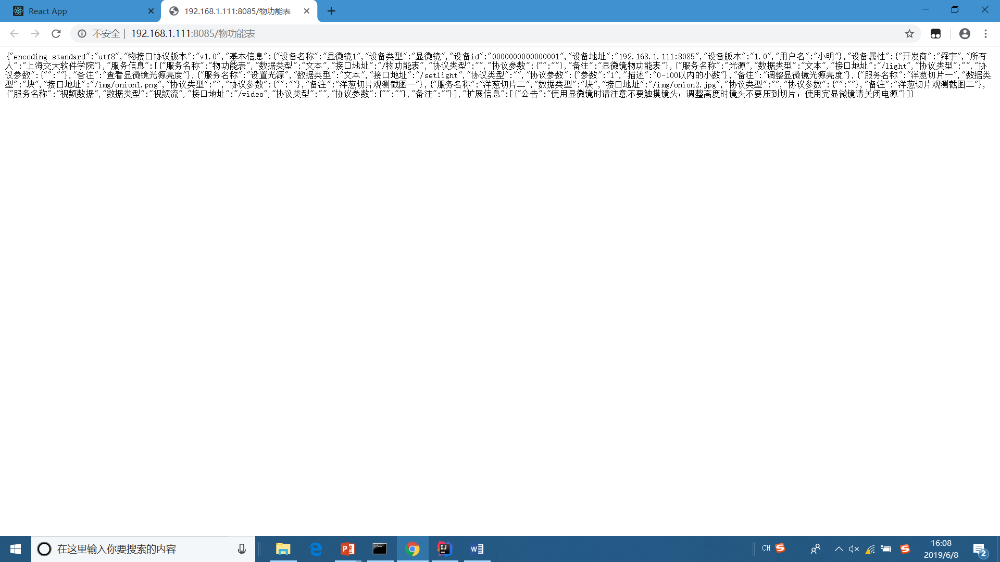 React App
192.168.1.111:8085/物功能表
不安全 | 192.168.1.111:8085/物功能表
{"encoding standard":"utf8","物接口协议版本":"v1.0","基本信息":{"设备名称":"显微镜1","设备类型":"显微镜","设备id":"0000000000000001","设备地址":"192.168.1.111:8085","设备版本":"1.0","用户名":"小明"},"设备属性":{"开发商":"舜宇","所有
人":"上海交大软件学院"},"服务信息":[{"服务名称":"物功能表","数据类型":"文本","接口地址":"/物功能表","协议类型":"","协议参数":{"":""},"备注":"显微镜物功能表"},{"服务名称":"光源","数据类型":"文本","接口地址":"/light","协议类型":"","协
议参数":{"":""},"备注":"查看显微镜光源亮度"},{"服务名称":"设置光源","数据类型":"文本","接口地址":"/setlight","协议类型":"","协议参数":{"参数":"1","描述":"0-100以内的小数"},"备注":"调整显微镜光源亮度"},{"服务名称":"洋葱切片一","数据类
型":"块","接口地址":"/img/onion1.png","协议类型":"","协议参数":{"":""},"备注":"洋葱切片观测截图一"},{"服务名称":"洋葱切片二","数据类型":"块","接口地址":"/img/onion2.jpg","协议类型":"","协议参数":{"":""},"备注":"洋葱切片观测截图二"},
{"服务名称":"视频数据","数据类型":"视频流","接口地址":"/video","协议类型":"","协议参数":{"":""},"备注":""}],"扩展信息":[{"公告":"使用显微镜时请注意不要触摸镜头；调整高度时镜头不要压到切片；使用完显微镜请关闭电源"}]}
在这里输入你要搜索的内容
CH
16:08
2019/6/8
2